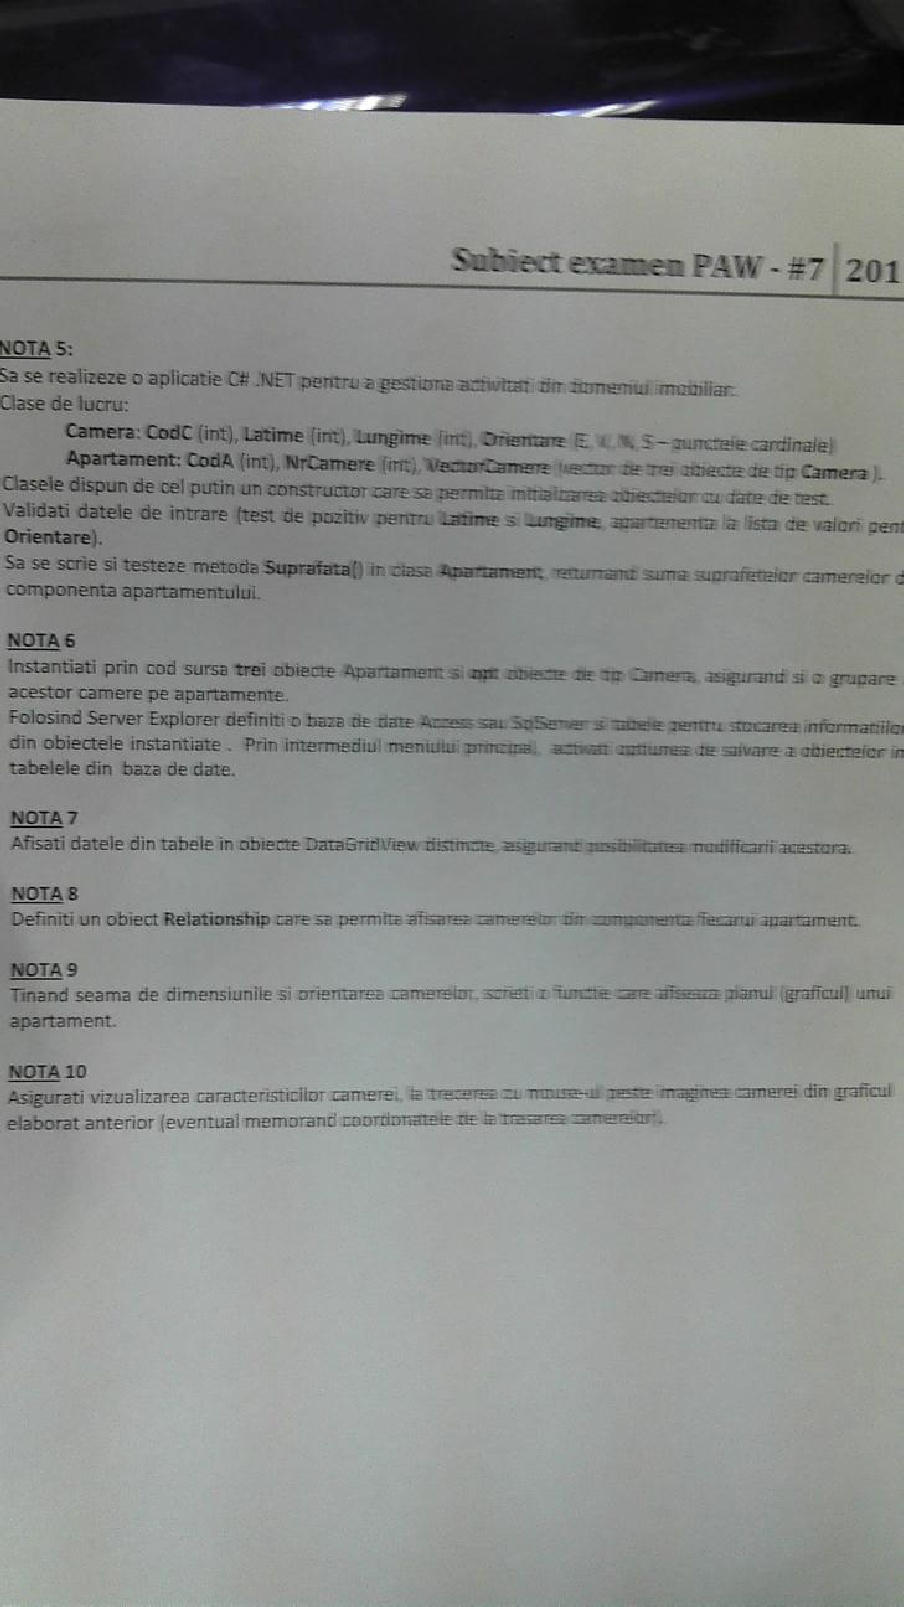 Subiect examen PAW - #7 201
NOTA 5:
Sa se realizeze o aplicatie C# .NET pentru a gestiona activitati din domeniul imobiliar.
Clase de lucru:
Camera: CodC (int), Latime (int), Lungime (int), Orientare (E, V, N, S – punctele cardinale)
Apartament: CodA (int), NrCamere (int), VectorCamere (vector de trei obiecte de tip Camera ).
Clasele dispun de cel putin un constructor care sa permita initializarea obiectelor cu date de test.
Validati datele de intrare (test de pozitiv pentru Latime si Lungime, apartenenta la lista de valori pent
Orientare).
Sa se scrie si testeze metoda Suprafata() in clasa Apartament, returnand suma suprafetelor camerelor d
componenta apartamentului.
NOTA 6
Instantiati prin cod sursa trei obiecte Apartament si opt obiecte de tip Camera, asigurand si o grupare
acestor camere pe apartamente.
Folosind Server Explorer definiti o baza de date Access sau SqlServer si tabele pentru stocarea informatiilor
din obiectele instantiate . Prin intermediul meniului principal, activati optiunea de salvare a obiectelor in
tabelele din baza de date.
NOTA 7
Afisati datele din tabele in obiecte DataGridView distincte, asigurand posibilitatea modificarii acestora.
NOTA 8
Definiti un obiect Relationship care sa permita afisarea camerelor din componenta fiecarui apartament.
NOTA 9
Tinand seama de dimensiunile si orientarea camerelor, scrieti o functie care afiseaza planul (graficul) unui
apartament.
NOTA 10
Asigurati vizualizarea caracteristicilor camerei, la trecerea cu mouse-ul peste imaginea camerei din graficul
elaborat anterior (eventual memorand coordonatele de la trasarea camerelor).